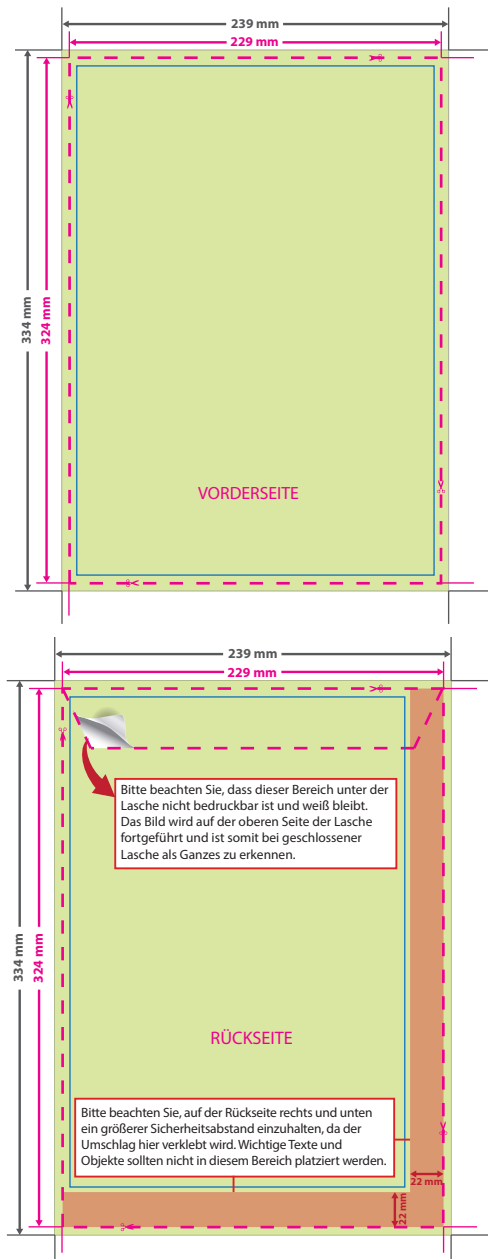 239 mm
229 mm
334 mm
324 mm
VORDERSEITE
239 mm
229 mm
334 mm
324 mm
Bitte beachten Sie, dass dieser Bereich unter der
Lasche nicht bedruckbar ist und weiß bleibt.
Das Bild wird auf der oberen Seite der Lasche
fortgeführt und ist somit bei geschlossener
Lasche als Ganzes zu erkennen.
RÜCKSEITE
Bitte beachten Sie, auf der Rückseite rechts und unten
ein größerer Sicherheitsabstand einzuhalten, da der
Umschlag hier verklebt wird. Wichtige Texte und
Objekte sollten nicht in diesem Bereich platziert werden.
22 mm
22 mm